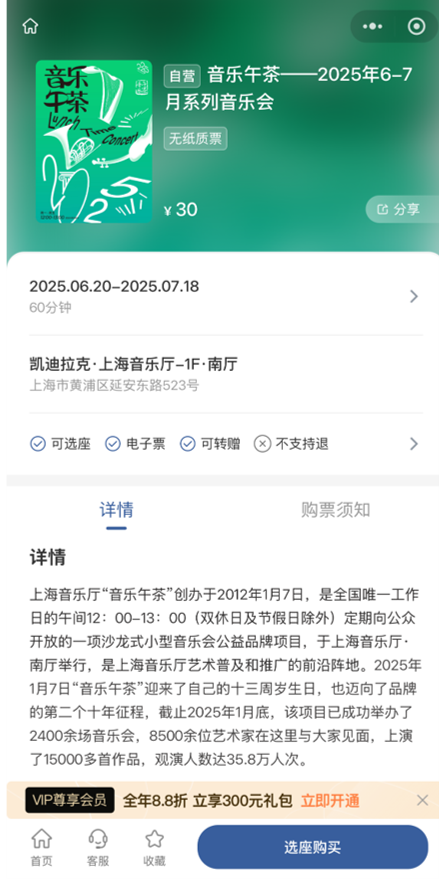 音乐
午茶
Lunch
Time
Concert
2025
自营 音乐午茶——2025年6-7
月系列音乐会
无纸质票
¥ 30
分享
2025.06.20-2025.07.18
60分钟
凯迪拉克·上海音乐厅-1F·南厅
上海市黄浦区延安东路523号
可选座 电子票 可转赠 不支持退
详情 购票须知
详情
上海音乐厅“音乐午茶”创办于2012年1月7日，是全国唯一工作
日的午间12：00-13：00（双休日及节假日除外）定期向公众
开放的一项沙龙式小型音乐会公益品牌项目，于上海音乐厅·
南厅举行，是上海音乐厅艺术普及和推广的前沿阵地。2025年
1月7日“音乐午茶”迎来了自己的十三周岁生日，也迈向了品牌
的第二个十年征程，截止2025年1月底，该项目已成功举办了
2400余场音乐会，8500余位艺术家在这里与大家见面，上演
了15000多首作品，观演人数达35.8万人次。
VIP尊享会员 全年8.8折 立享300元礼包 立即开通
首页 客服 收藏 选座购买